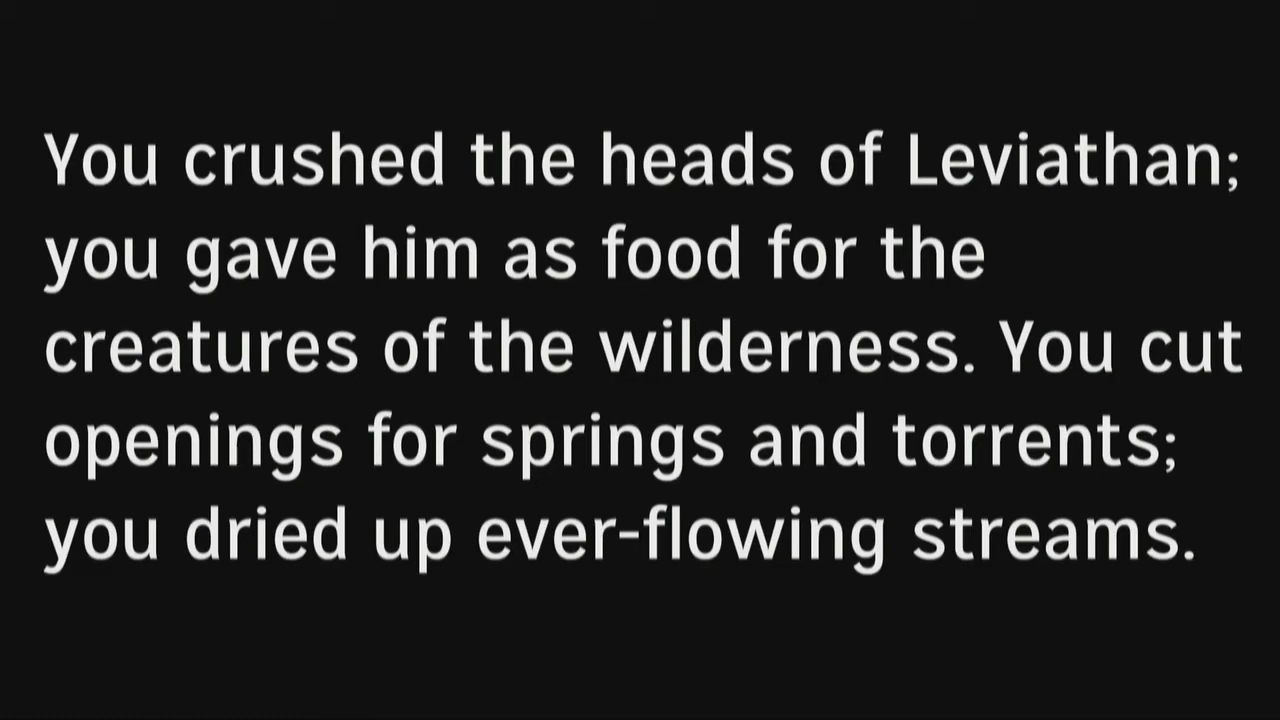 You crushed the heads of Leviathan;
you gave him as food for the
creatures of the wilderness. You cut
openings for springs and torrents;
you dried up ever-flowing streams.